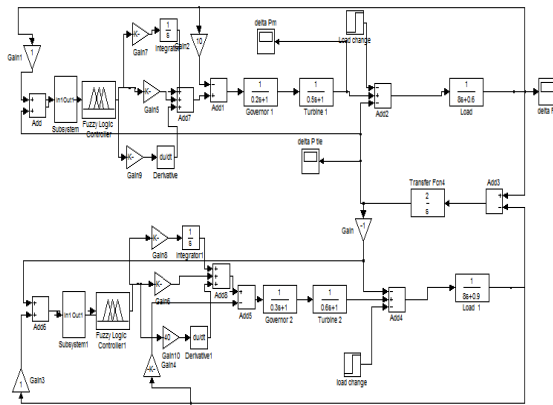 delta Pm
Load change
1
Gain1
-K-
Gain7
1
s
Integrator
10
Gain2
+
+
Add
In1 Out1
Subsystem
Fuzzy Logic
Controller
-K-
Gain5
+
+
+
Add7
Add1
1
0.2s+1
Governor 1
1
0.5s+1
Turbine 1
Add2
1
8s+0.6
Load
-K-
Gain9
du/dt
Derivative
delta P tie
Transfer Fcn4
2
s
Add3
-1
Gain
-K-
Gain8
1
s
Integrator1
+
+
+
-K-
Gain6
Add5
Add6
In1 Out1
Subsystem1
Fuzzy Logic
Controller1
1
0.3s+1
Governor 2
1
0.6s+1
Turbine 2
Add4
1
8s+0.9
Load 1
-40
Gain10
du/dt
Derivative1
Gain4
-K-
load change
1
Gain3